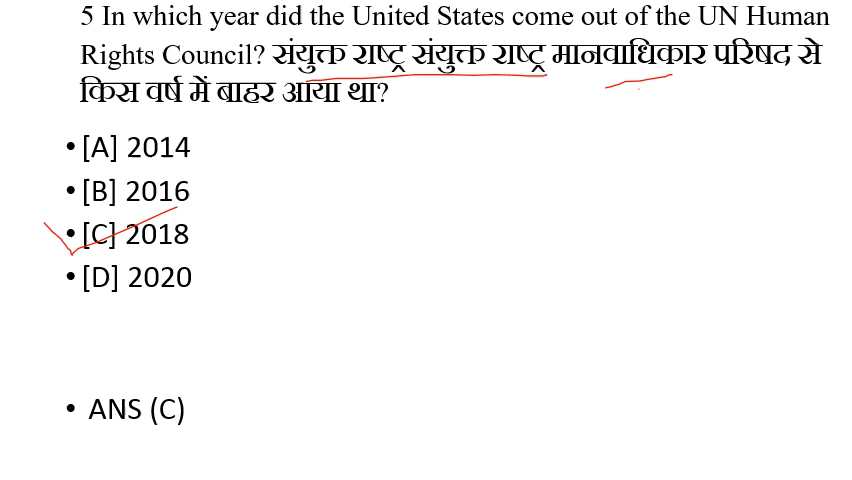 5 In which year did the United States come out of the UN Human
Rights Council? संयुक्त राष्ट्र संयुक्त राष्ट्र मानवाधिकार परिषद से
किस वर्ष में बाहर आया था?
• [A] 2014
• [B] 2016
• [C] 2018
• [D] 2020
• ANS (C)